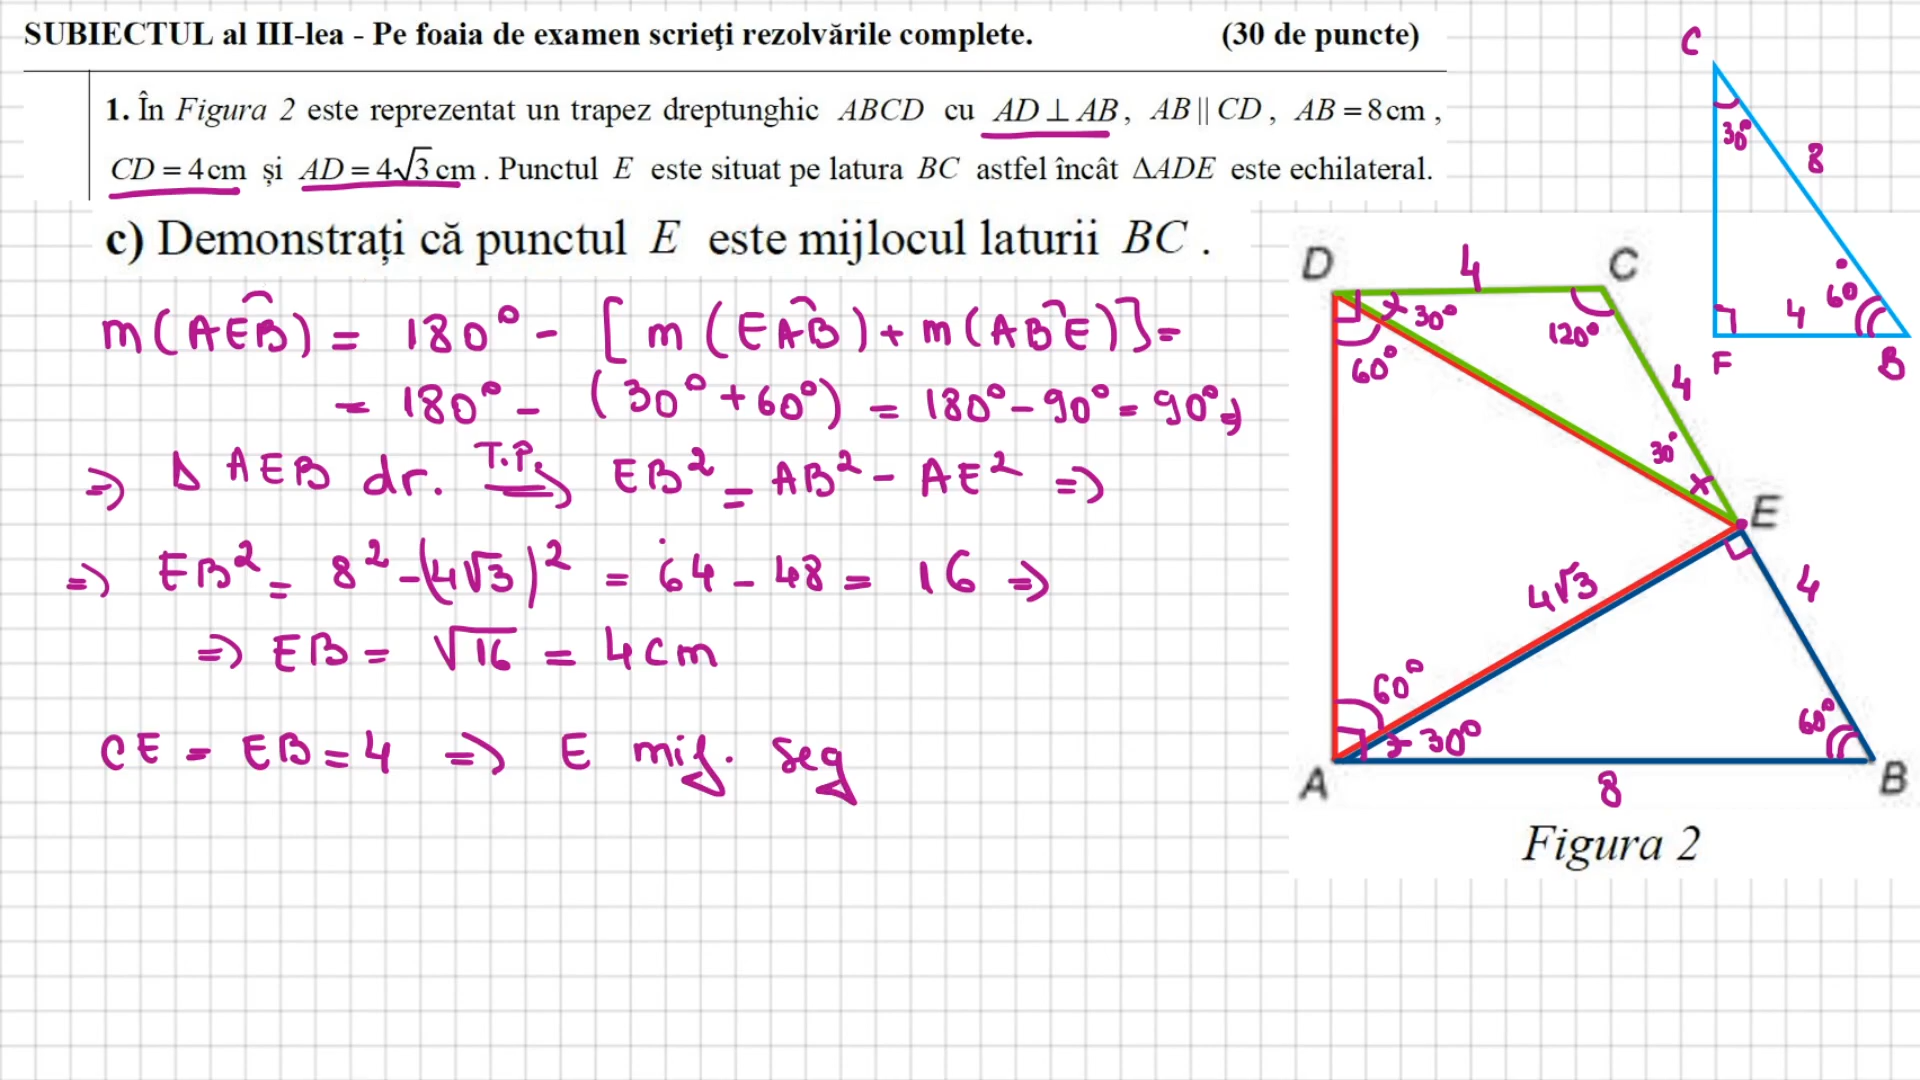 SUBIECTUL al III-lea - Pe foaia de examen scrieţi rezolvările complete. (30 de puncte)
1. În Figura 2 este reprezentat un trapez dreptunghic ABCD cu AD ⊥ AB, AB || CD, AB = 8cm,
CD = 4cm și AD = 4√3 cm. Punctul E este situat pe latura BC astfel încât ΔADE este echilateral.
c) Demonstrați că punctul E este mijlocul laturii BC.
m(AEB) = 180° - [m(EAB) + m(ABE)] =
= 180° - (30° + 60°) = 180° - 90° = 90° ⇒
⇒ Δ AEB dr. T.P. ⇒ EB² = AB² - AE² ⇒
⇒ EB² = 8² - (4√3)² = 64 - 48 = 16 ⇒
⇒ EB = √16 = 4cm
CE = EB = 4 ⇒ E mij. seg
C
30°
8
60°
4
F
B
D
4
C
30°
120°
60°
4
30°
x
E
4√3
4
60°
30°
60°
A
8
B
Figura 2